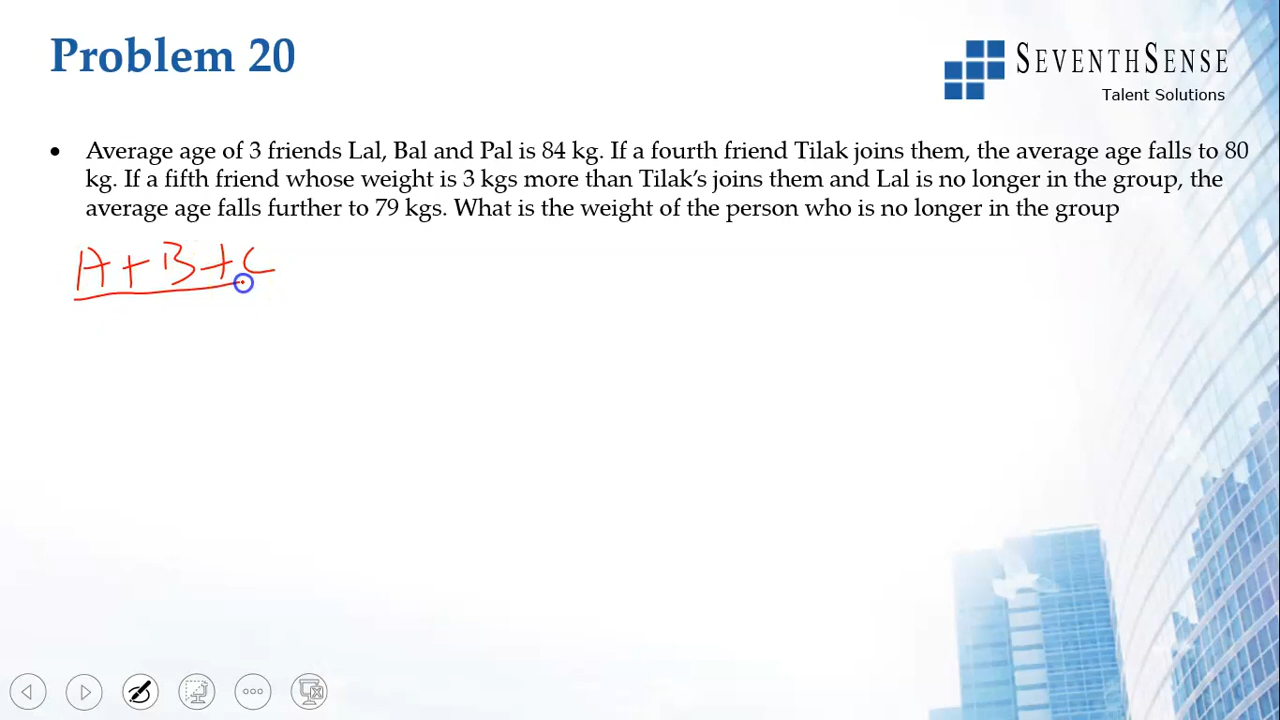 Problem 20
SEVENTHSENSE
Talent Solutions
• Average age of 3 friends Lal, Bal and Pal is 84 kg. If a fourth friend Tilak joins them, the average age falls to 80
kg. If a fifth friend whose weight is 3 kgs more than Tilak's joins them and Lal is no longer in the group, the
average age falls further to 79 kgs. What is the weight of the person who is no longer in the group
A+B+C